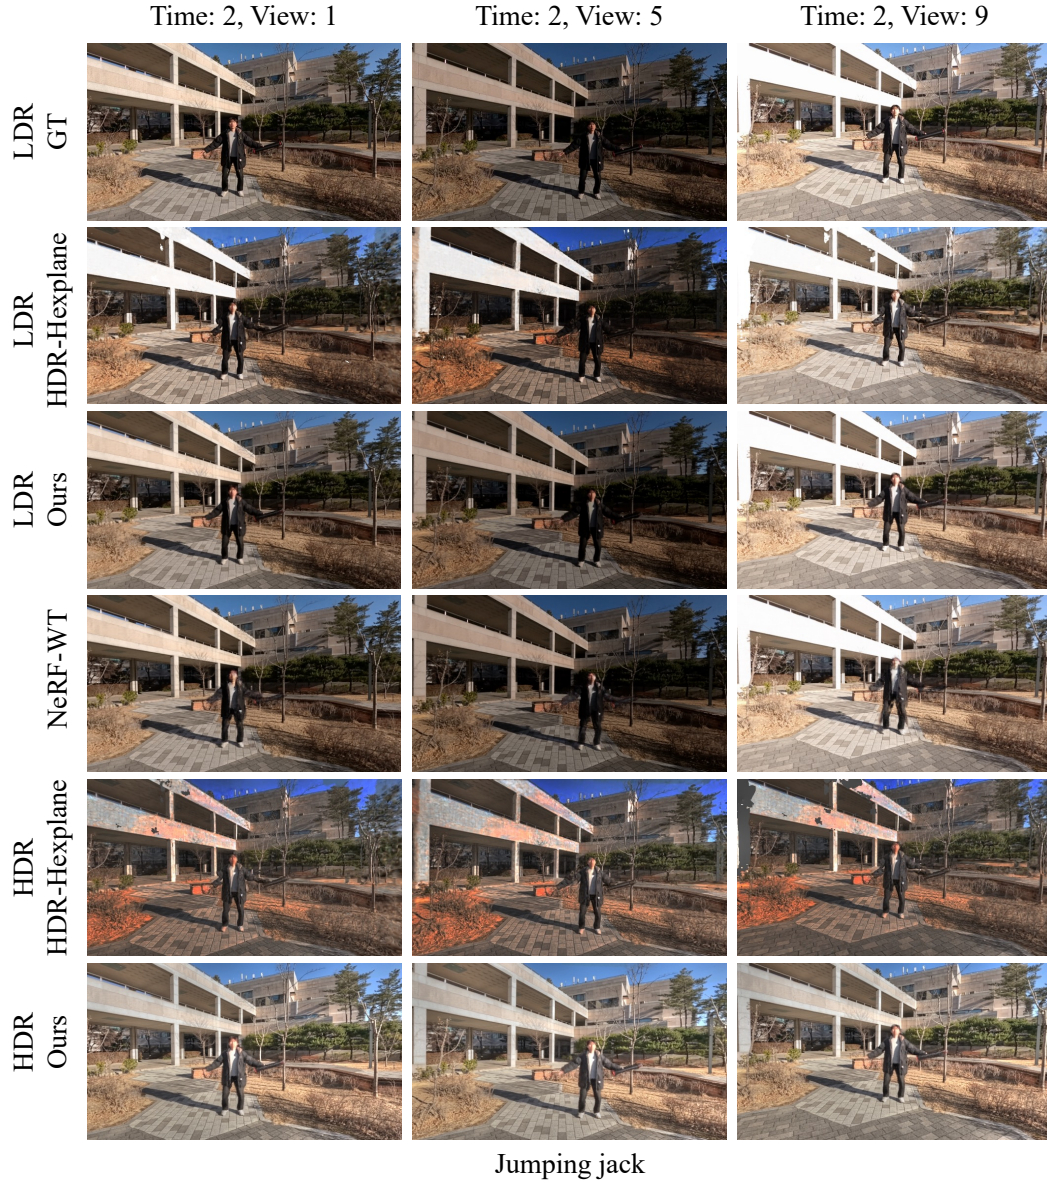 Time: 2, View: 1
Time: 2, View: 5
Time: 2, View: 9
LDR
GT
LDR
HDR-Hexplane
LDR
Ours
NeRF-WT
HDR
HDR-Hexplane
HDR
Ours
Jumping jack